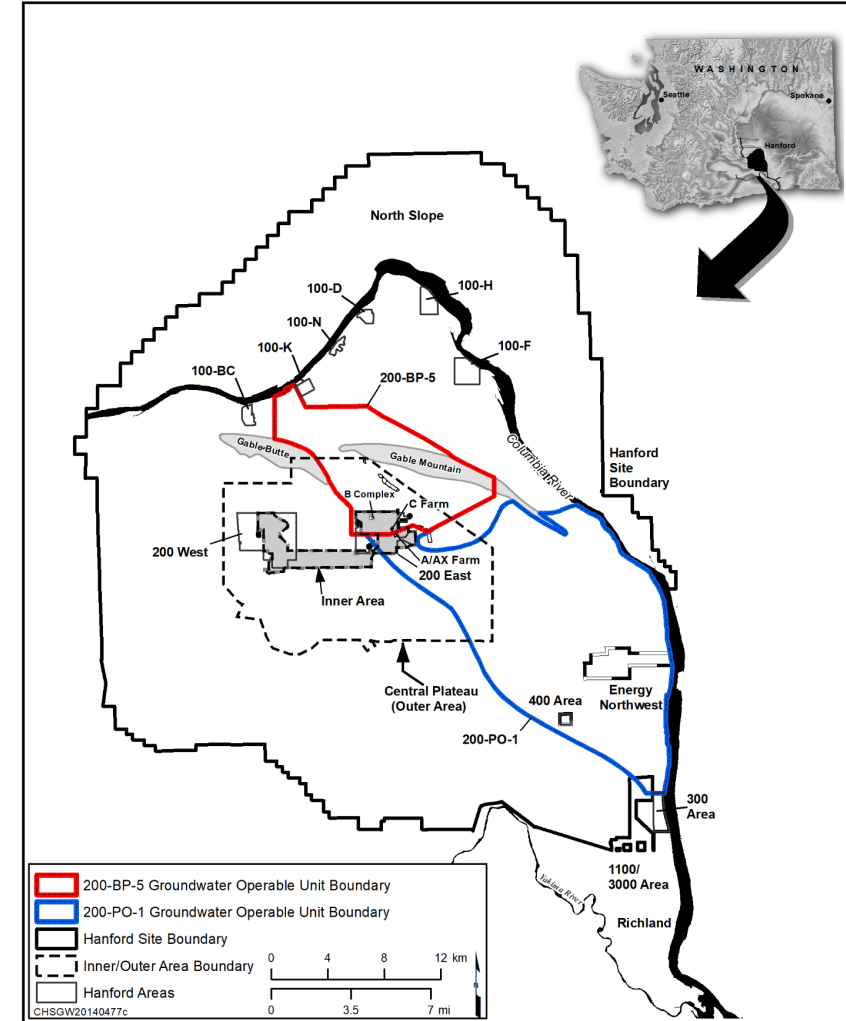 WASHINGTON
Seattle
Spokane
Hanford
North Slope
100-D
100-H
100-N
100-K
100-F
100-BC
200-BP-5
Columbia River
Gable Butte
Gable Mountain
Hanford
Site
Boundary
B Complex
C Farm
200 West
A/AX Farm
200 East
Inner Area
Central Plateau
(Outer Area)
400 Area
Energy
Northwest
200-PO-1
300
Area
1100/
3000 Area
Yakima River
Richland
200-BP-5 Groundwater Operable Unit Boundary
200-PO-1 Groundwater Operable Unit Boundary
Hanford Site Boundary
Inner/Outer Area Boundary
Hanford Areas
0 4 8 12 km
0 3.5 7 mi
N
CHSGW20140477c